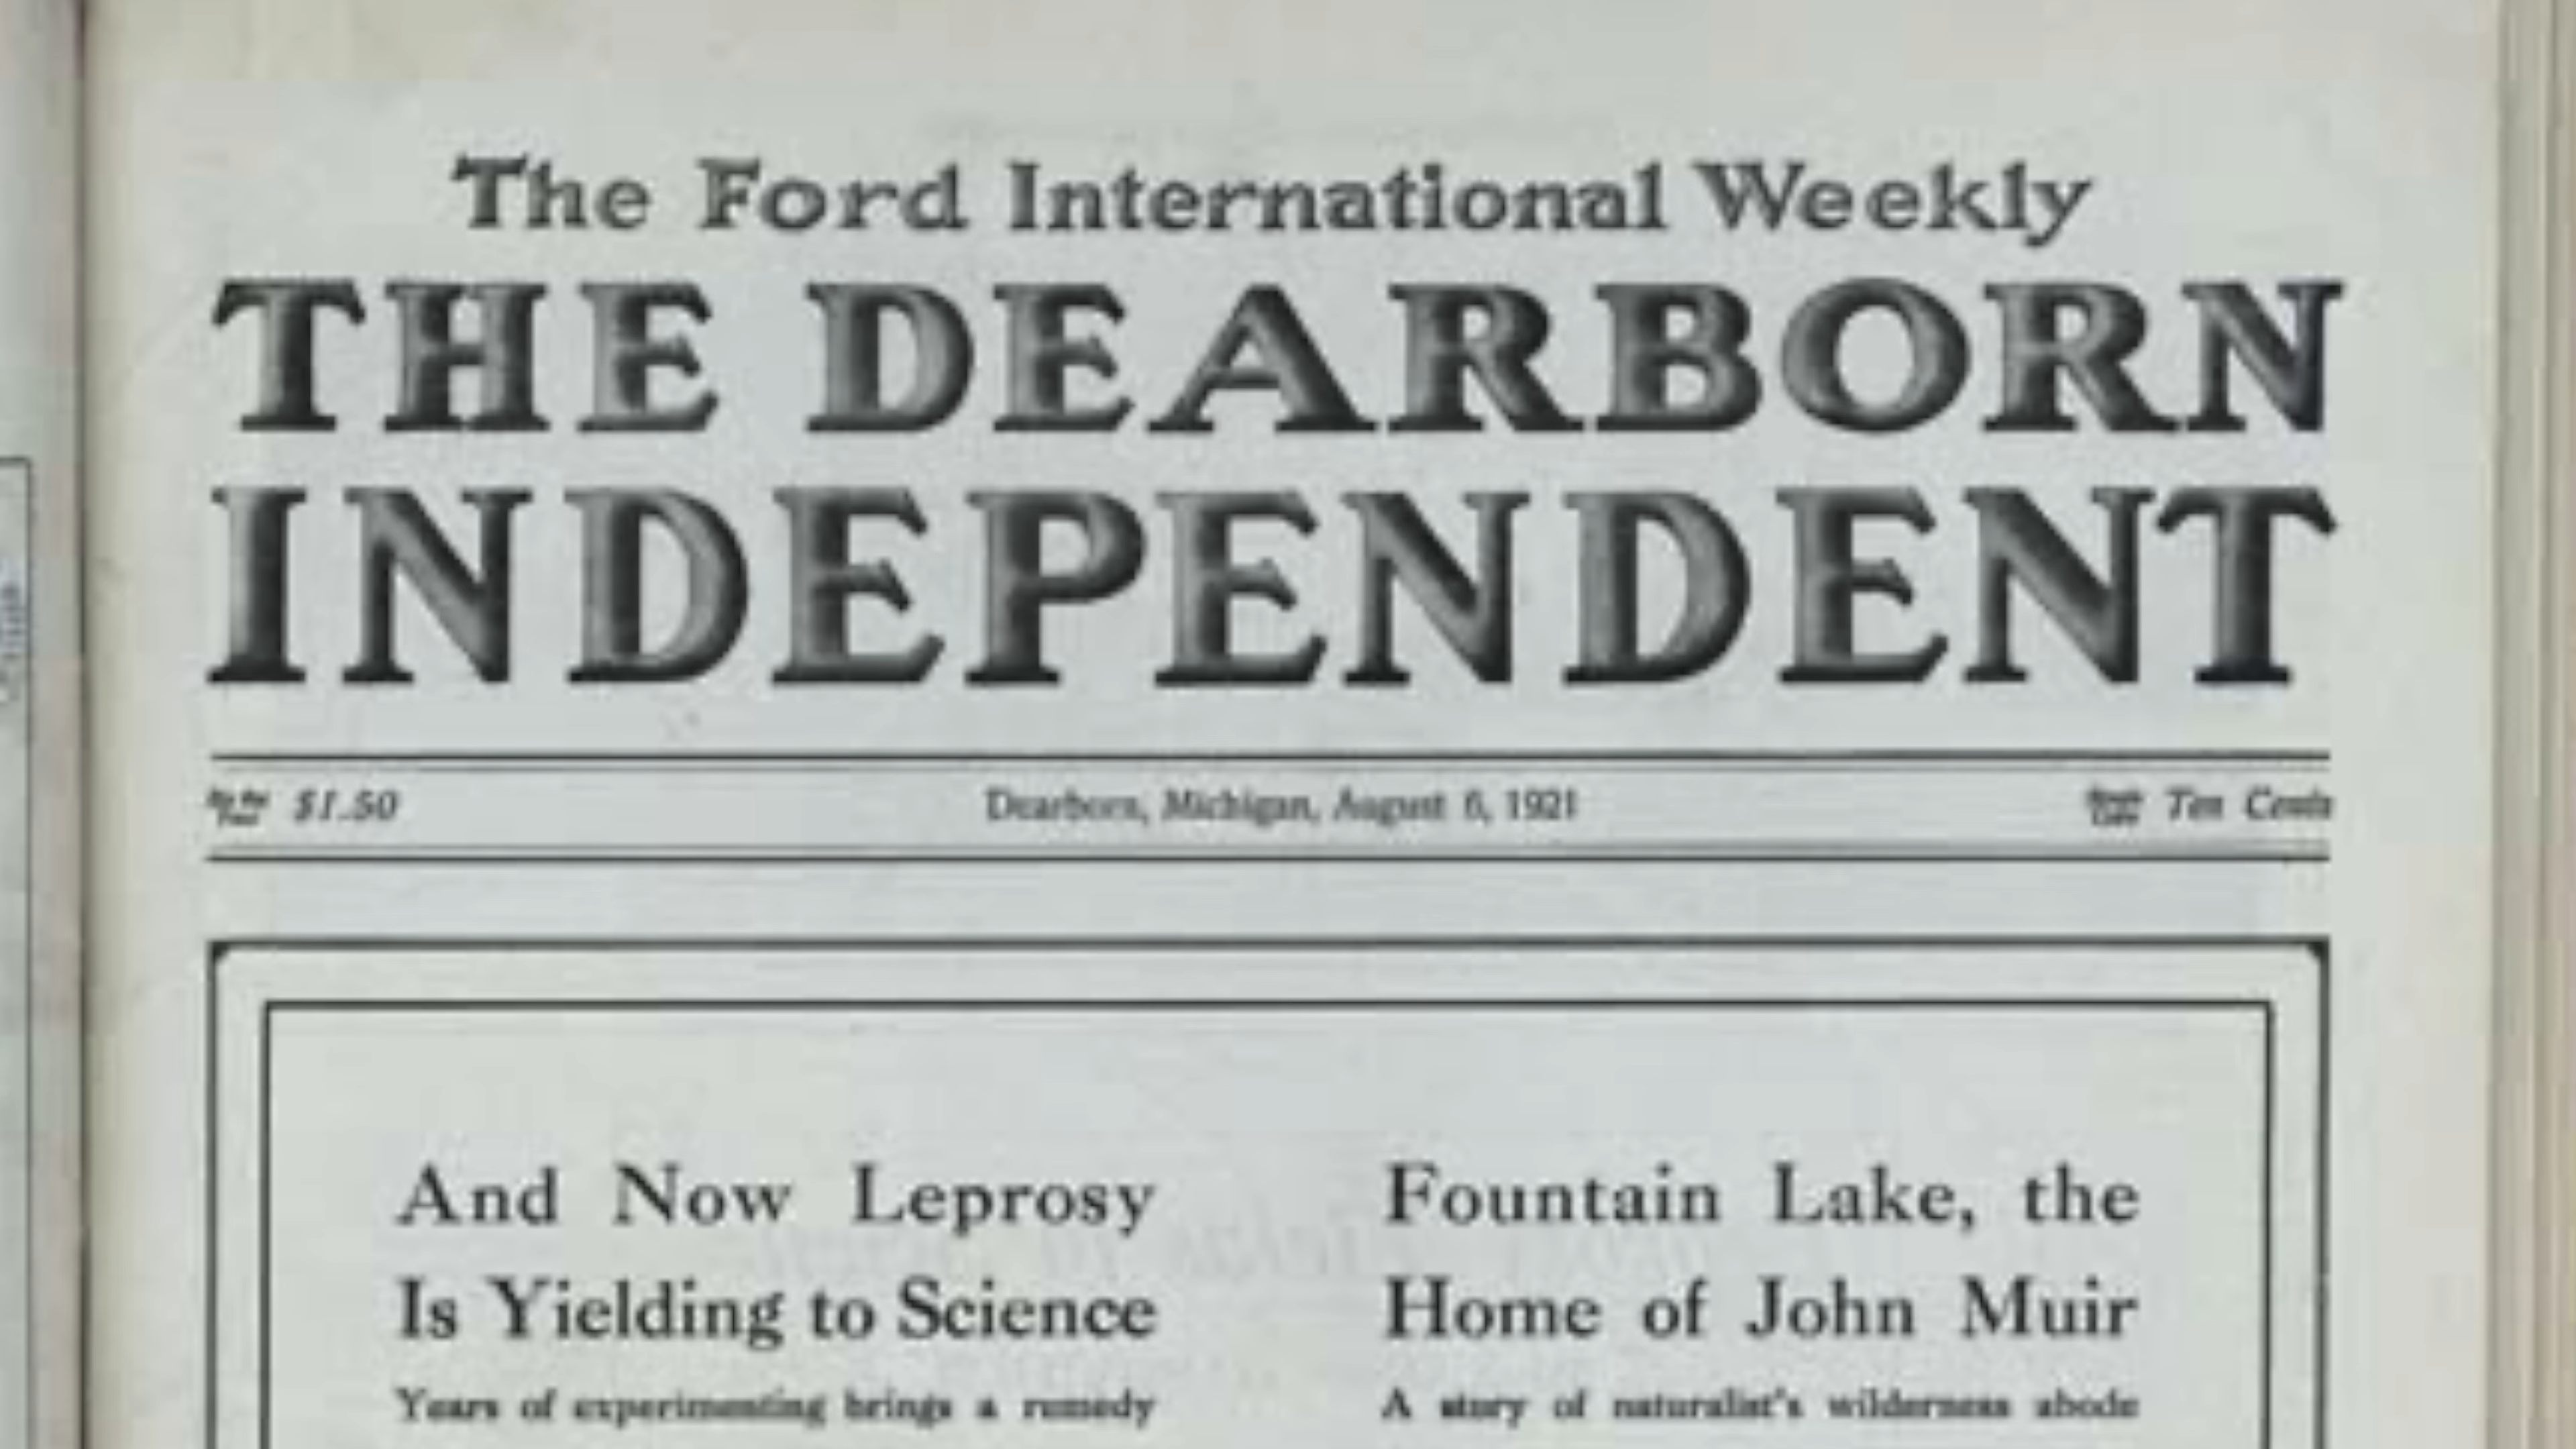 The Ford International Weekly
THE DEARBORN
INDEPENDENT
$1.50 Dearborn, Michigan, August 6, 1921 Ten Cents
And Now Leprosy
Is Yielding to Science
Years of experimenting brings a remedy
Fountain Lake, the
Home of John Muir
A story of naturalist's wilderness abode